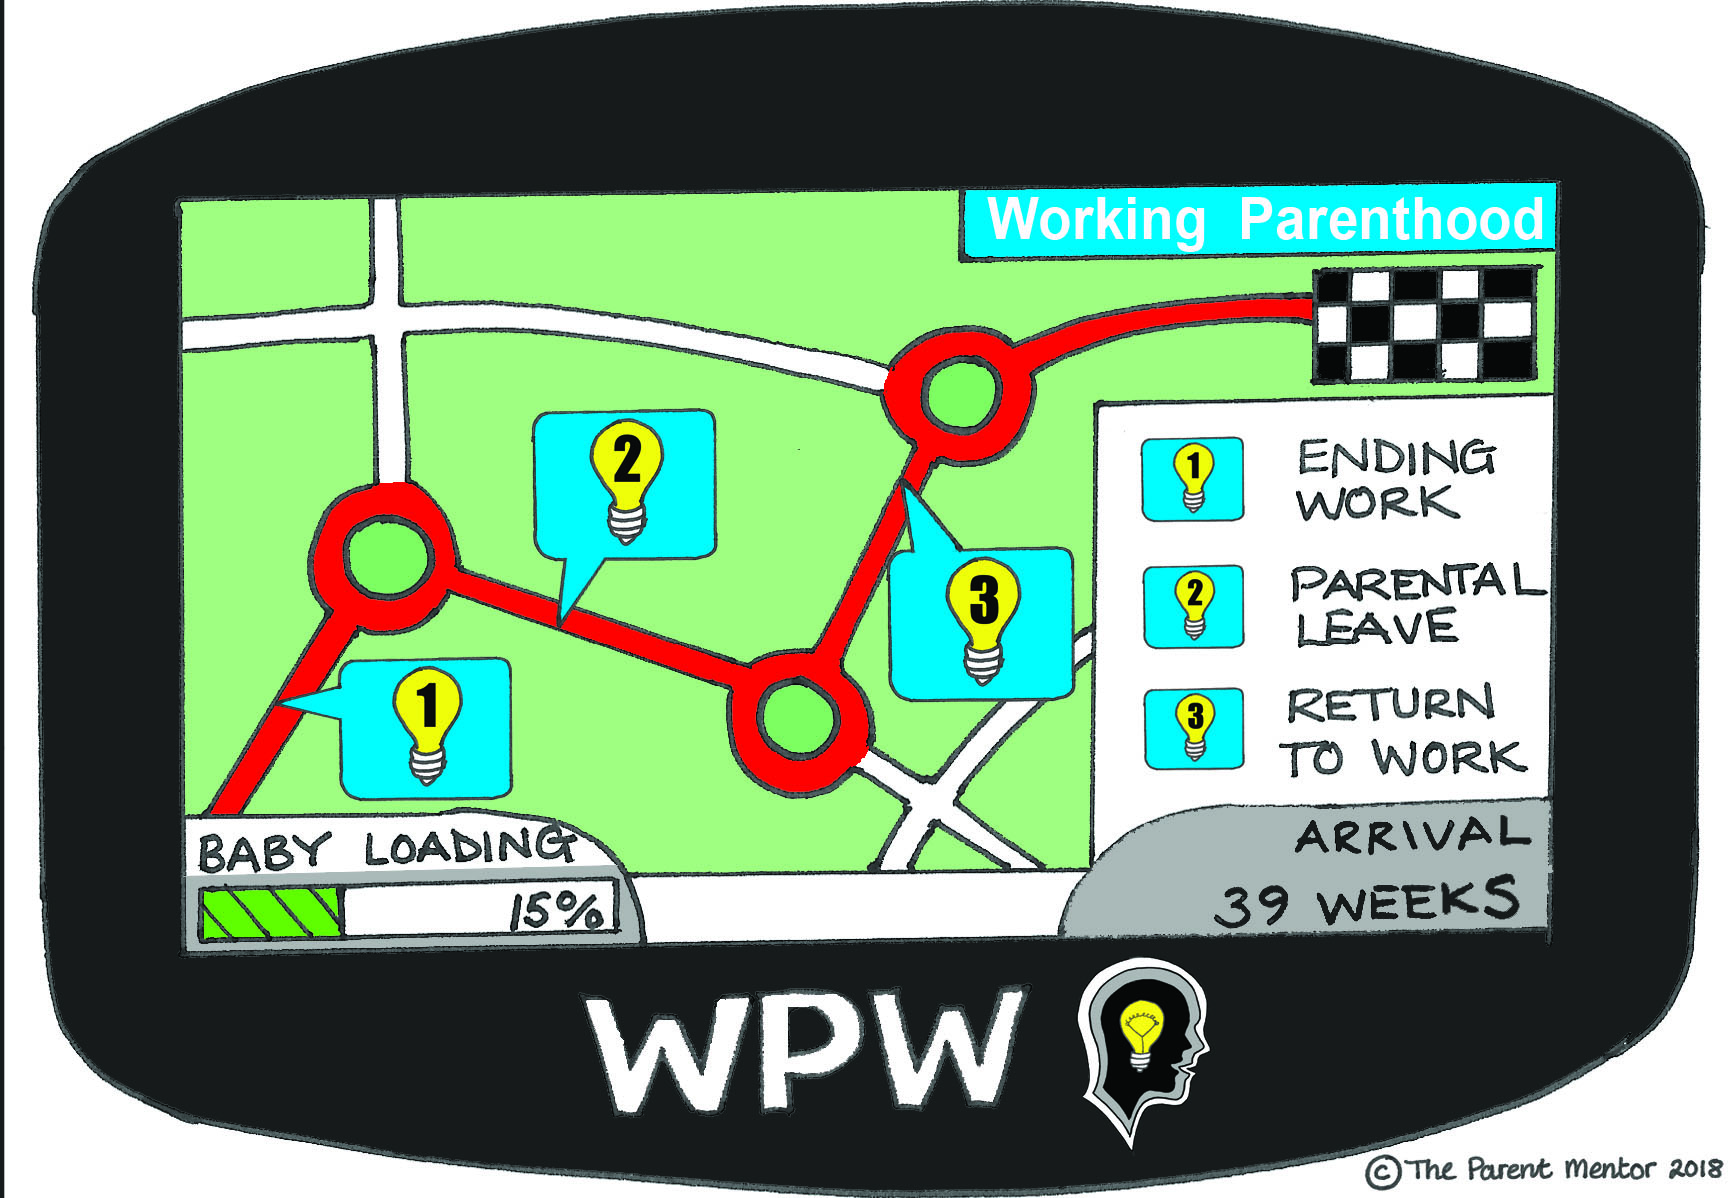 Working Parenthood
2
1
3
1 ENDING
WORK
2 PARENTAL
LEAVE
3 RETURN
TO WORK
BABY LOADING
15%
ARRIVAL
39 WEEKS
WPW
© The Parent Mentor 2018